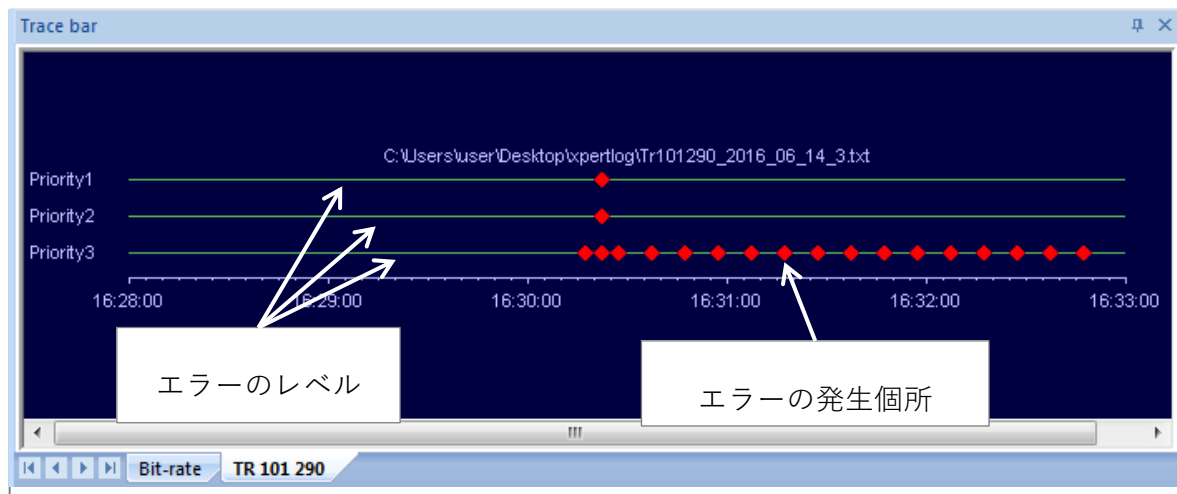 Trace bar
C:\Users\user\Desktop\xpertlog\Tr101290_2016_06_14_3.txt
Priority1
Priority2
Priority3
16:28:00 16:29:00 16:30:00 16:31:00 16:32:00 16:33:00
エラーのレベル
エラーの発生個所
Bit-rate TR 101 290